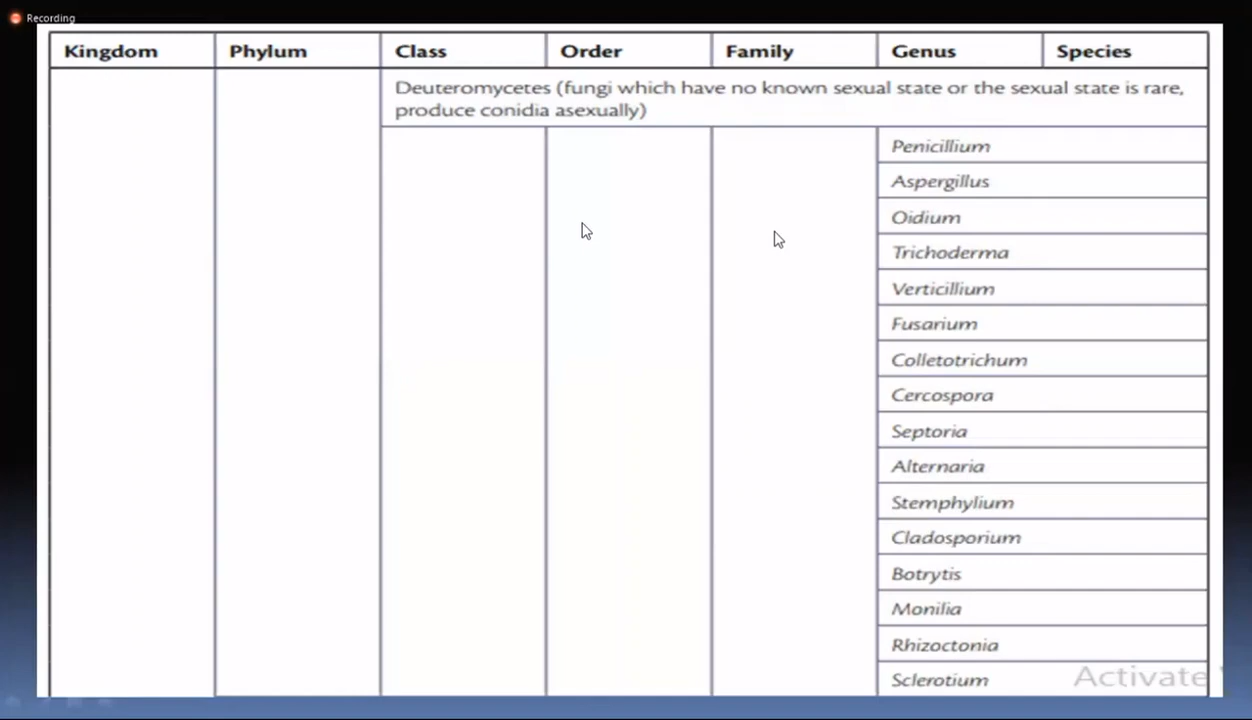 Recording
Kingdom Phylum Class Order Family Genus Species
Deuteromycetes (fungi which have no known sexual state or the sexual state is rare,
produce conidia asexually)
Penicillium
Aspergillus
Oidium
Trichoderma
Verticillium
Fusarium
Colletotrichum
Cercospora
Septoria
Alternaria
Stemphylium
Cladosporium
Botrytis
Monilia
Rhizoctonia
Sclerotium
Activate